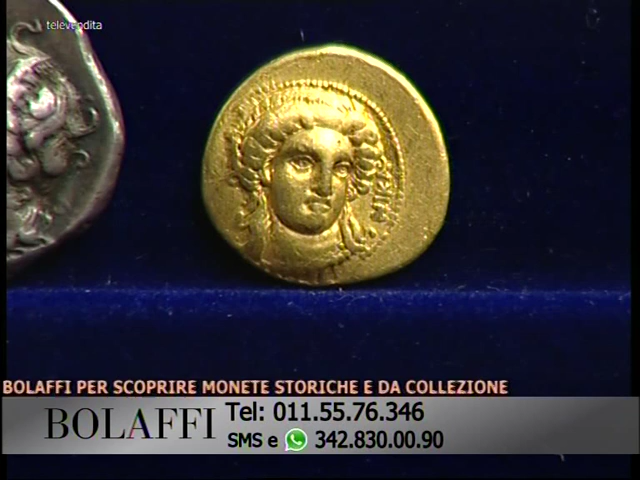 televendita
BOLAFFI PER SCOPRIRE MONETE STORICHE E DA COLLEZIONE
BOLAFFI
Tel: 011.55.76.346
SMS e 342.830.00.90